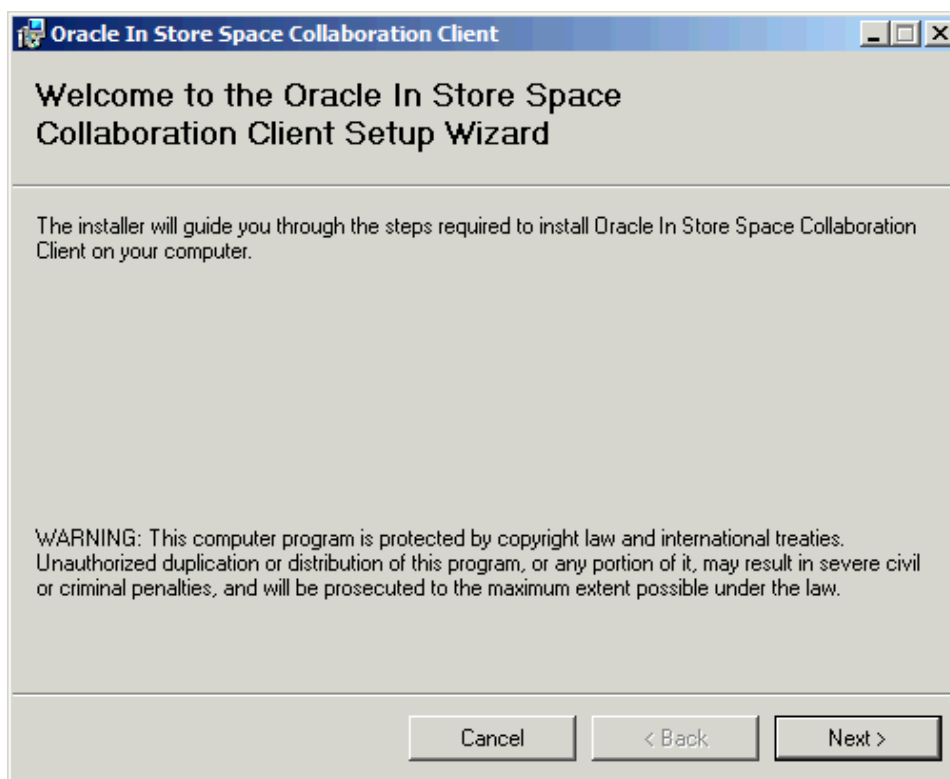 Oracle In Store Space Collaboration Client
Welcome to the Oracle In Store Space
Collaboration Client Setup Wizard
The installer will guide you through the steps required to install Oracle In Store Space Collaboration
Client on your computer.
WARNING: This computer program is protected by copyright law and international treaties.
Unauthorized duplication or distribution of this program, or any portion of it, may result in severe civil
or criminal penalties, and will be prosecuted to the maximum extent possible under the law.
Cancel < Back Next >